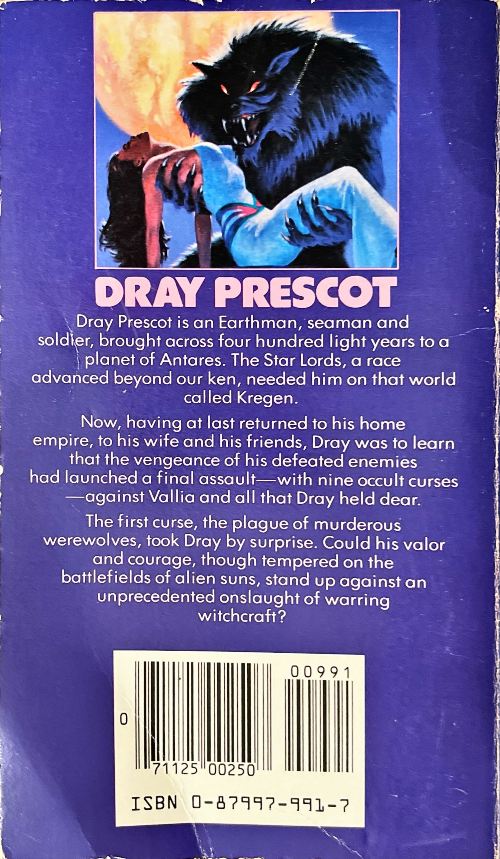 DRAY PRESCOT
Dray Prescot is an Earthman, seaman and
soldier, brought across four hundred light years to a
planet of Antares. The Star Lords, a race
advanced beyond our ken, needed him on that world
called Kregen.
Now, having at last returned to his home
empire, to his wife and his friends, Dray was to learn
that the vengeance of his defeated enemies
had launched a final assault—with nine occult curses
—against Vallia and all that Dray held dear.
The first curse, the plague of murderous
werewolves, took Dray by surprise. Could his valor
and courage, though tempered on the
battlefields of alien suns, stand up against an
unprecedented onslaught of warring
witchcraft?
00991
0
71125 00250
ISBN 0-87997-991-7